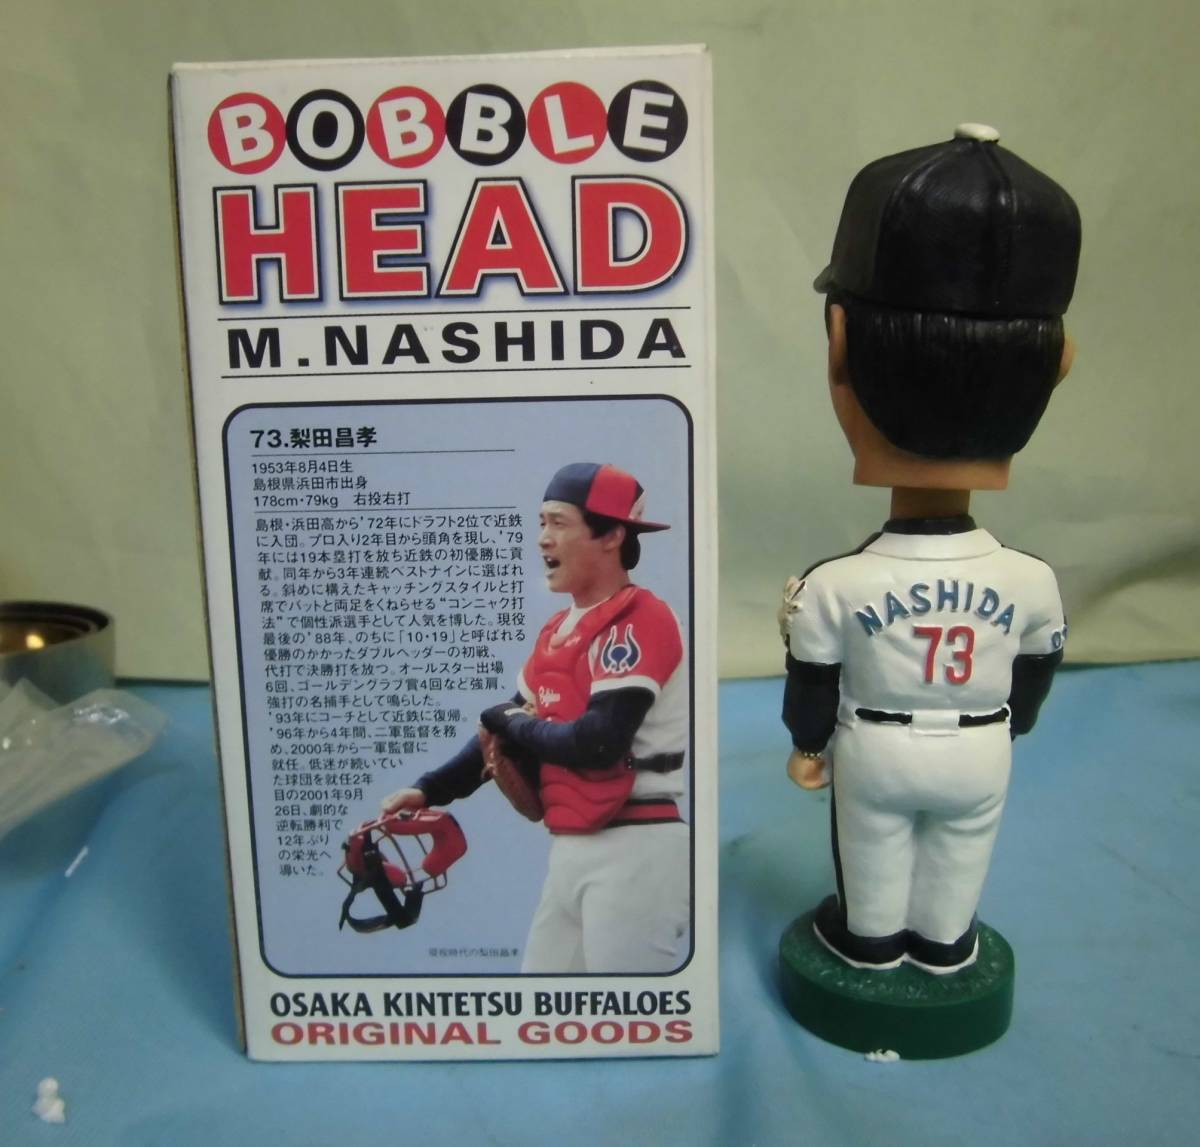 BOBBLE
HEAD
M.NASHIDA
73.梨田昌孝
1953年8月4日生
島根県浜田市出身
178cm・79kg 右投右打
島根・浜田高から'72年にドラフト2位で近鉄
に入団。プロ入り2年目から頭角を現し、'79
年には19本塁打を放ち近鉄の初優勝に貢
献。同年から3年連続ベストナインに選ばれ
る。斜めに構えたキャッチングスタイルと打
席でバットと両足をくねらせる"コンニャク打
法"で個性派選手として人気を博した。現役
最後の'88年、のちに「10・19」と呼ばれる
優勝のかかったダブルヘッダーの初戦、
代打で決勝打を放つ。オールスター出場
6回、ゴールデングラブ賞4回など強肩、
強打の名捕手として鳴らした。
'93年にコーチとして近鉄に復帰。
'96年から4年間、二軍監督を務
め、2000年から一軍監督に
就任。低迷が続いてい
た球団を就任2年
目の2001年9月
26日、劇的な
逆転勝利で
12年ぶり
の栄光へ
導いた。
現役時代の梨田昌孝
OSAKA KINTETSU BUFFALOES
ORIGINAL GOODS
NASHIDA
73